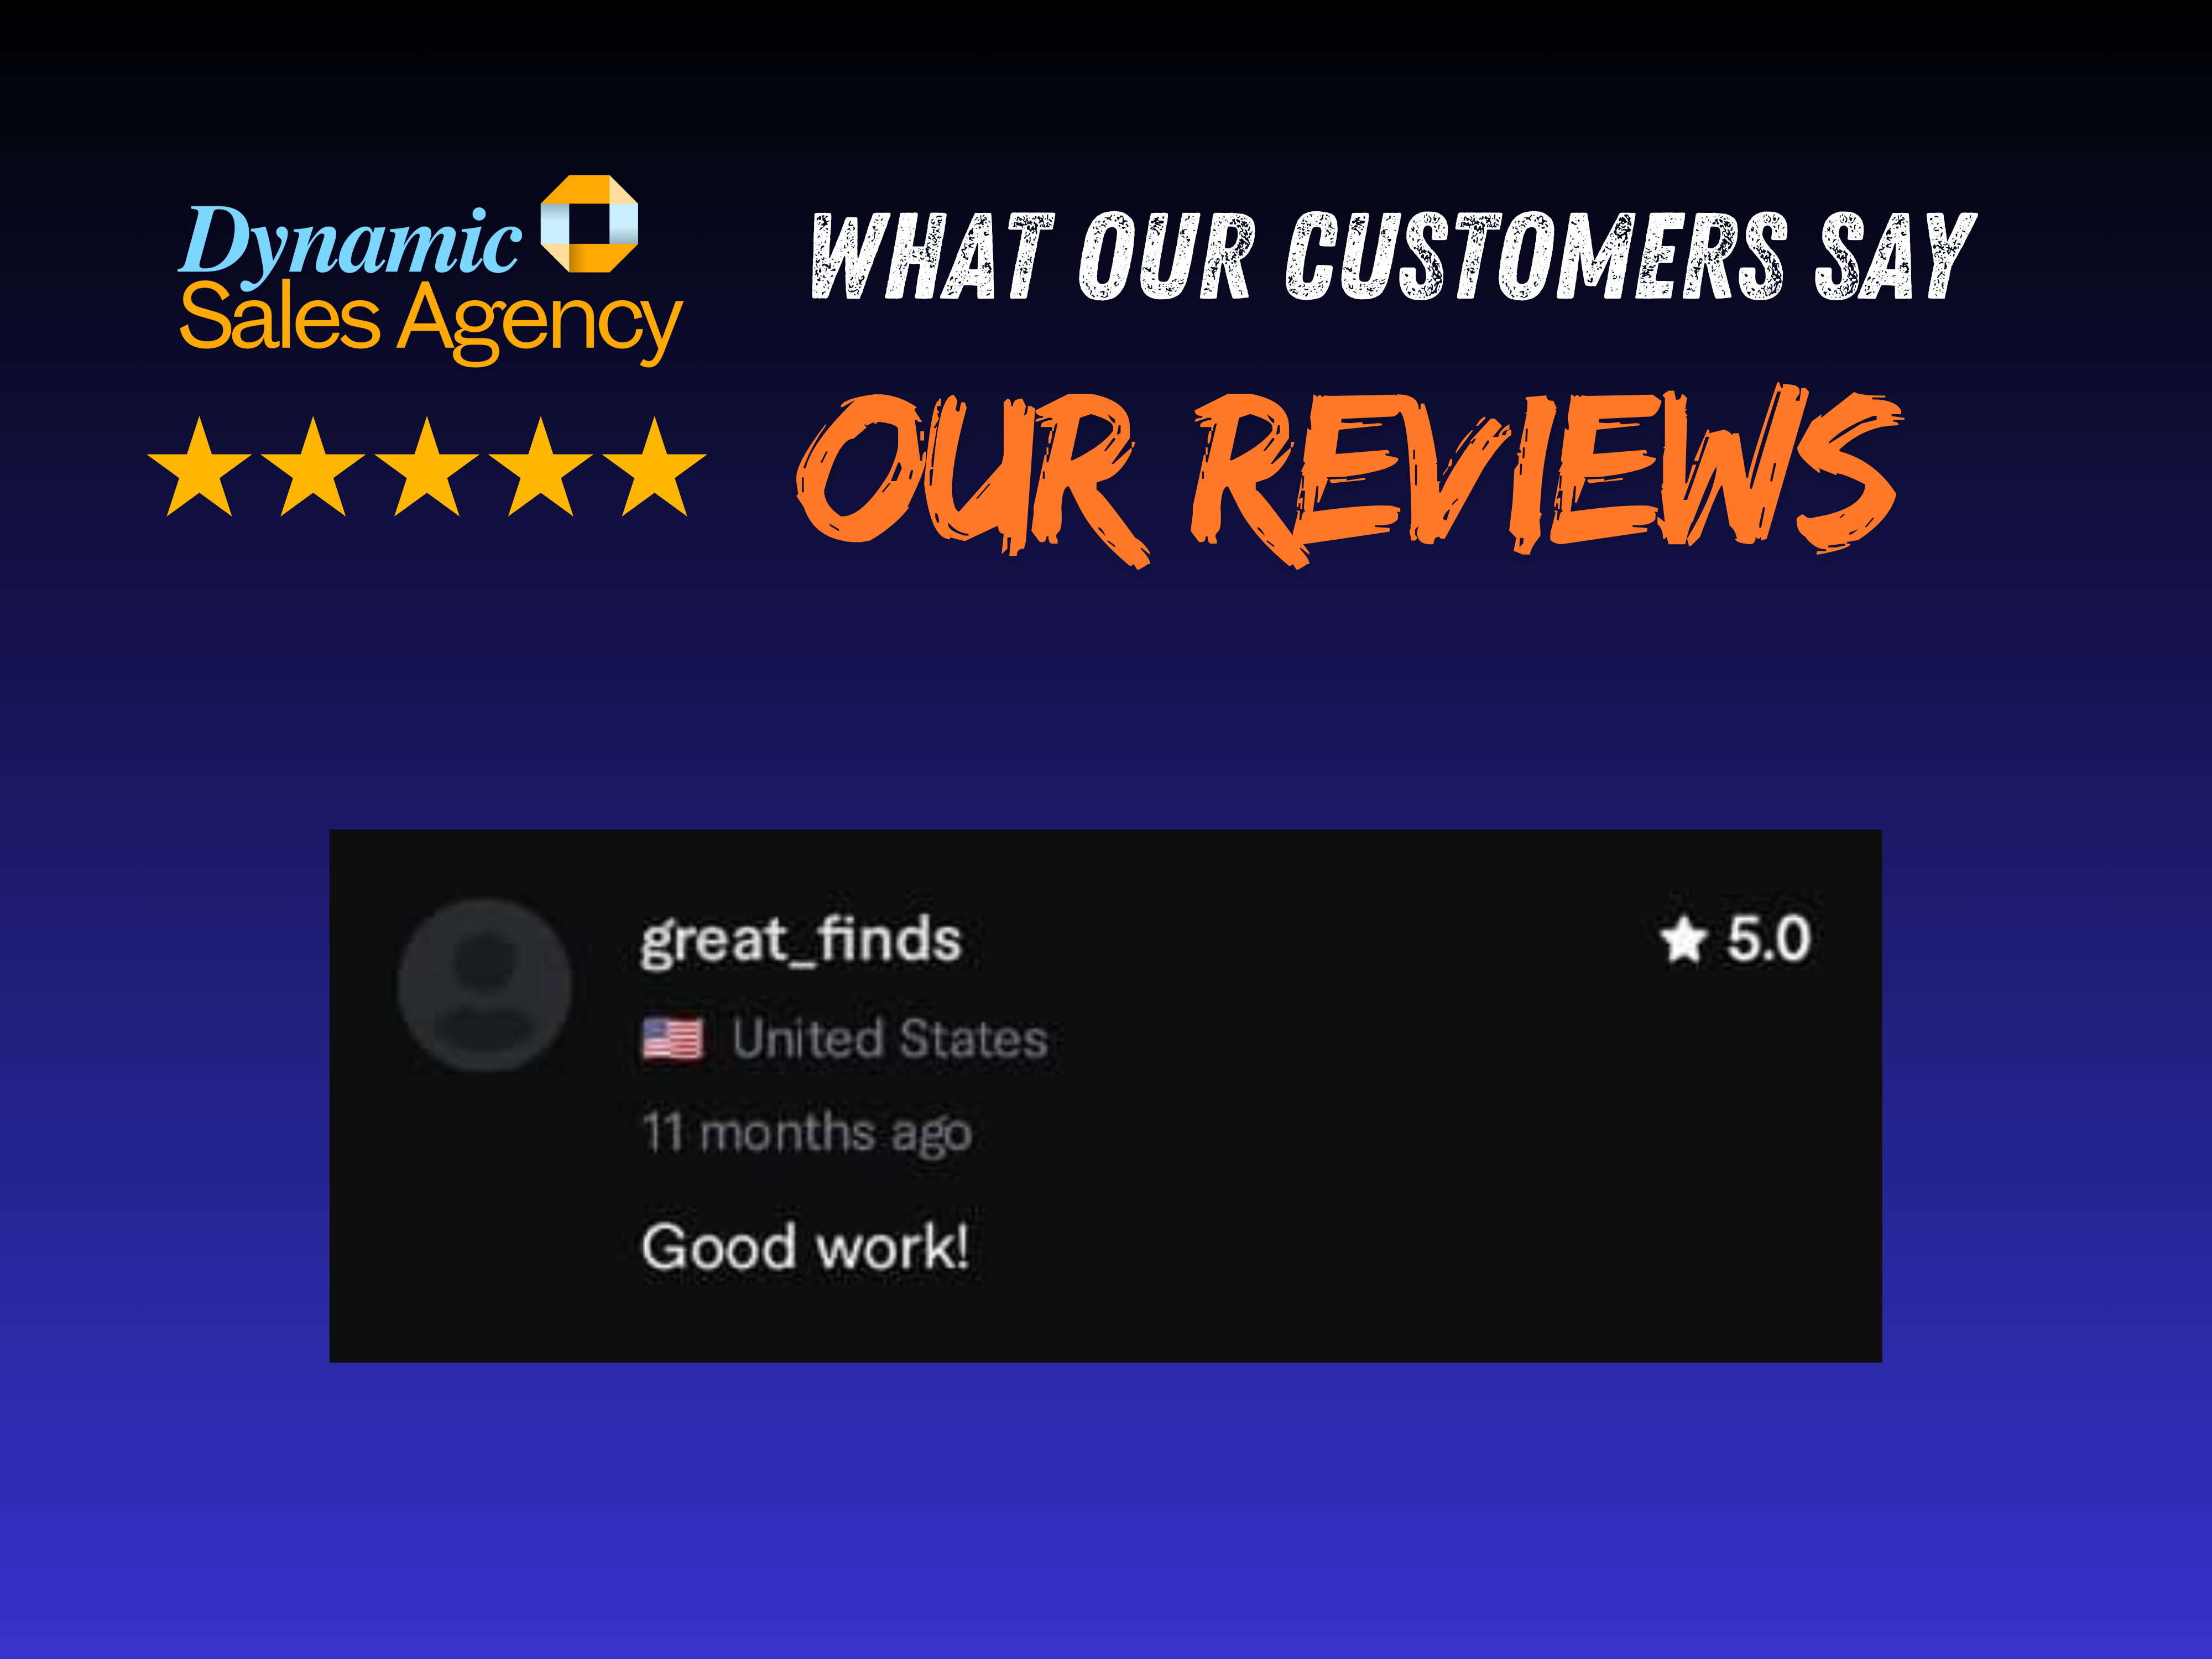 Dynamic
Sales Agency
WHAT OUR CUSTOMERS SAY
OUR REVIEWS
great_finds
5.0
United States
11 months ago
Good work!